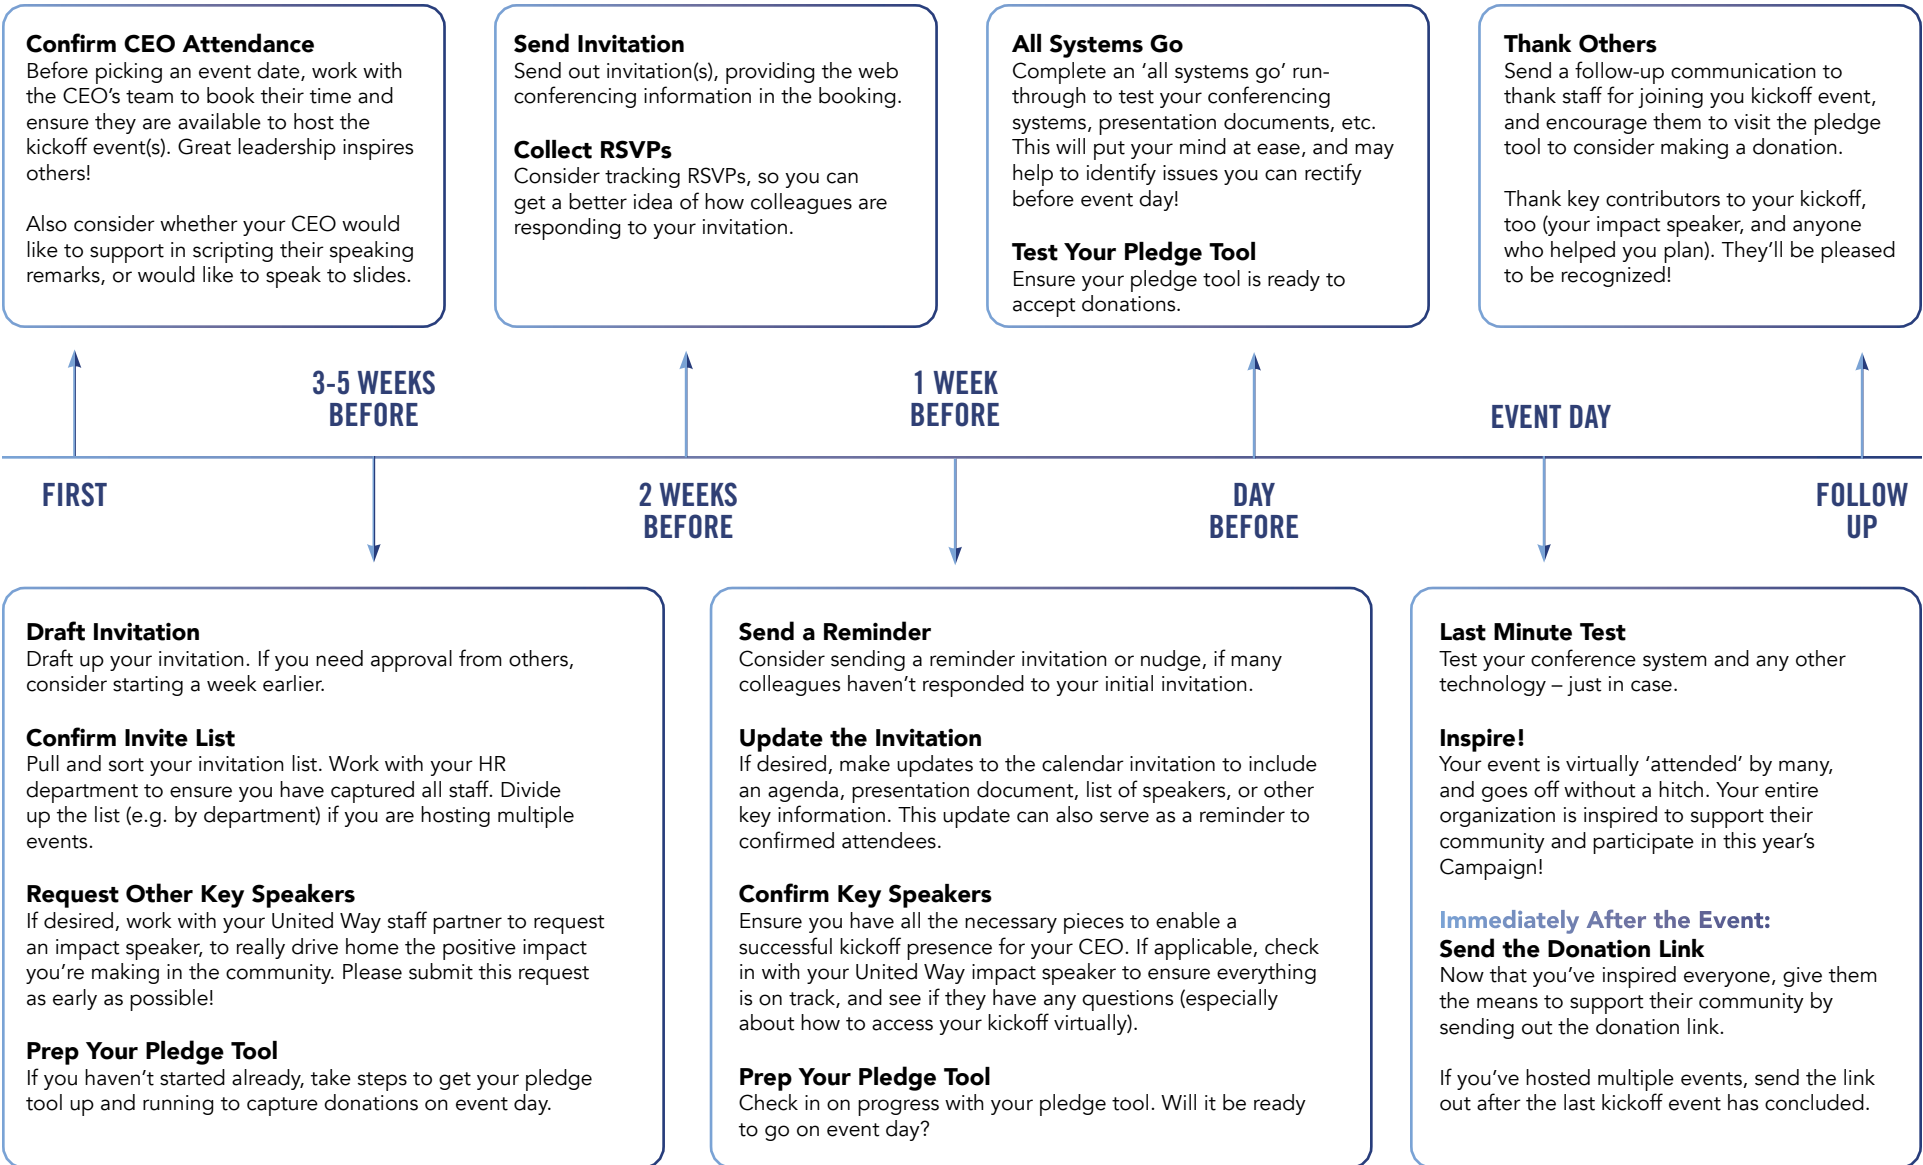 Confirm CEO Attendance
Before picking an event date, work with
the CEO's team to book their time and
ensure they are available to host the
kickoff event(s). Great leadership inspires
others!
Also consider whether your CEO would
like to support in scripting their speaking
remarks, or would like to speak to slides.
Send Invitation
Send out invitation(s), providing the web
conferencing information in the booking.
Collect RSVPs
Consider tracking RSVPs, so you can
get a better idea of how colleagues are
responding to your invitation.
All Systems Go
Complete an 'all systems go' run-
through to test your conferencing
systems, presentation documents, etc.
This will put your mind at ease, and may
help to identify issues you can rectify
before event day!
Test Your Pledge Tool
Ensure your pledge tool is ready to
accept donations.
Thank Others
Send a follow-up communication to
thank staff for joining you kickoff event,
and encourage them to visit the pledge
tool to consider making a donation.
Thank key contributors to your kickoff,
too (your impact speaker, and anyone
who helped you plan). They'll be pleased
to be recognized!
FIRST
3-5 WEEKS
BEFORE
2 WEEKS
BEFORE
1 WEEK
BEFORE
DAY
BEFORE
EVENT DAY
FOLLOW
UP
Draft Invitation
Draft up your invitation. If you need approval from others,
consider starting a week earlier.
Confirm Invite List
Pull and sort your invitation list. Work with your HR
department to ensure you have captured all staff. Divide
up the list (e.g. by department) if you are hosting multiple
events.
Request Other Key Speakers
If desired, work with your United Way staff partner to request
an impact speaker, to really drive home the positive impact
you're making in the community. Please submit this request
as early as possible!
Prep Your Pledge Tool
If you haven't started already, take steps to get your pledge
tool up and running to capture donations on event day.
Send a Reminder
Consider sending a reminder invitation or nudge, if many
colleagues haven't responded to your initial invitation.
Update the Invitation
If desired, make updates to the calendar invitation to include
an agenda, presentation document, list of speakers, or other
key information. This update can also serve as a reminder to
confirmed attendees.
Confirm Key Speakers
Ensure you have all the necessary pieces to enable a
successful kickoff presence for your CEO. If applicable, check
in with your United Way impact speaker to ensure everything
is on track, and see if they have any questions (especially
about how to access your kickoff virtually).
Prep Your Pledge Tool
Check in on progress with your pledge tool. Will it be ready
to go on event day?
Last Minute Test
Test your conference system and any other
technology – just in case.
Inspire!
Your event is virtually 'attended' by many,
and goes off without a hitch. Your entire
organization is inspired to support their
community and participate in this year's
Campaign!
Immediately After the Event:
Send the Donation Link
Now that you've inspired everyone, give them
the means to support their community by
sending out the donation link.
If you've hosted multiple events, send the link
out after the last kickoff event has concluded.